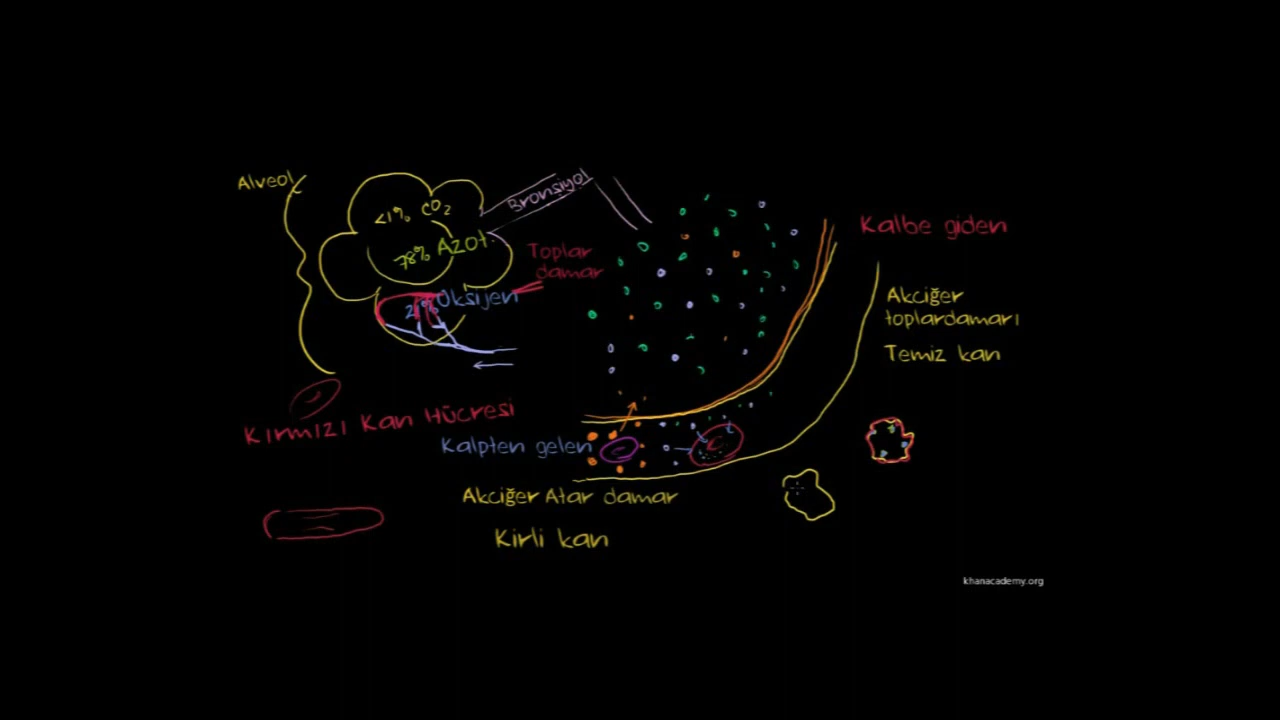 Alveol
<1% CO2
78% Azot
21% Oksijen
Bronşiyol
Toplar
damar
Kalbe giden
Akciğer
toplardamarı
Temiz kan
Kırmızı Kan Hücresi
Kalpten gelen
Akciğer Atar damar
Kirli kan
khanacademy.org